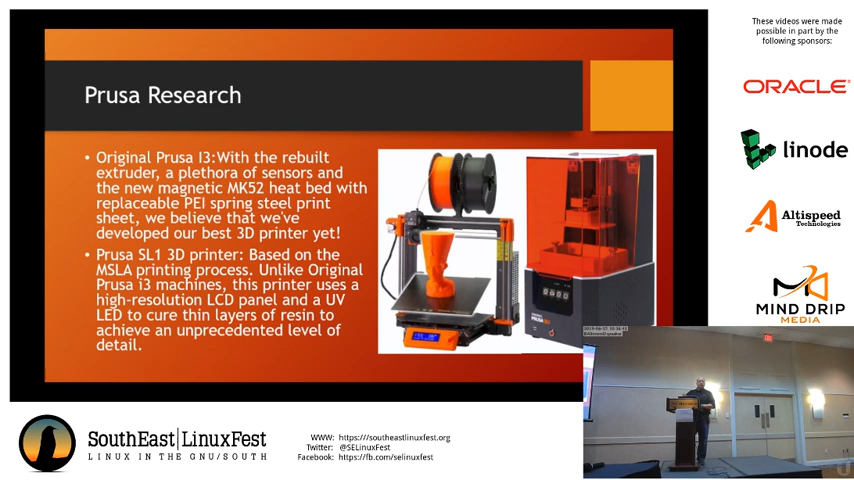 These videos were made
possible in part by the
following sponsors:
ORACLE
linode
Altispeed
Technologies
MIND DRIP
MEDIA
Prusa Research
• Original Prusa I3:With the rebuilt
extruder, a plethora of sensors and
the new magnetic MK52 heat bed with
replaceable PEI spring steel print
sheet, we believe that we've
developed our best 3D printer yet!
• Prusa SL1 3D printer: Based on the
MSLA printing process. Unlike Original
Prusa i3 machines, this printer uses a
high-resolution LCD panel and a UV
LED to cure thin layers of resin to
achieve an unprecedented level of
detail.
SouthEast|LinuxFest
LINUX IN THE GNU/SOUTH
WWW: https://southeastlinuxfest.org
Twitter: @SELinuxFest
Facebook: https://fb.com/selinuxfest